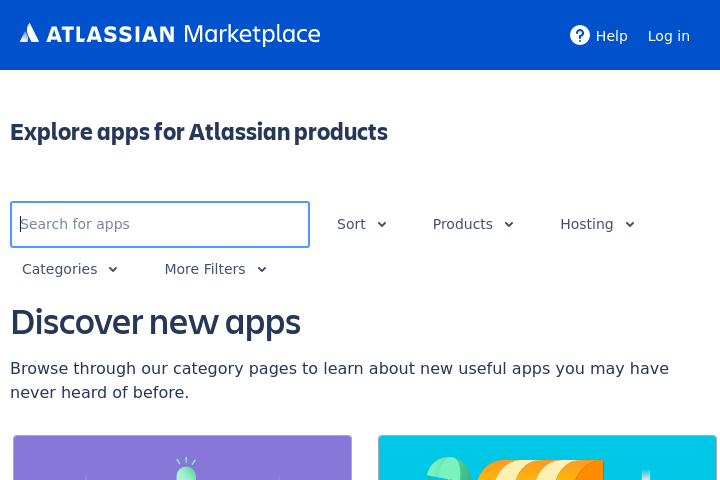 ATLASSIAN Marketplace
Help
Log in
Explore apps for Atlassian products
Search for apps
Sort
Products
Hosting
Categories
More Filters
Discover new apps
Browse through our category pages to learn about new useful apps you may have
never heard of before.